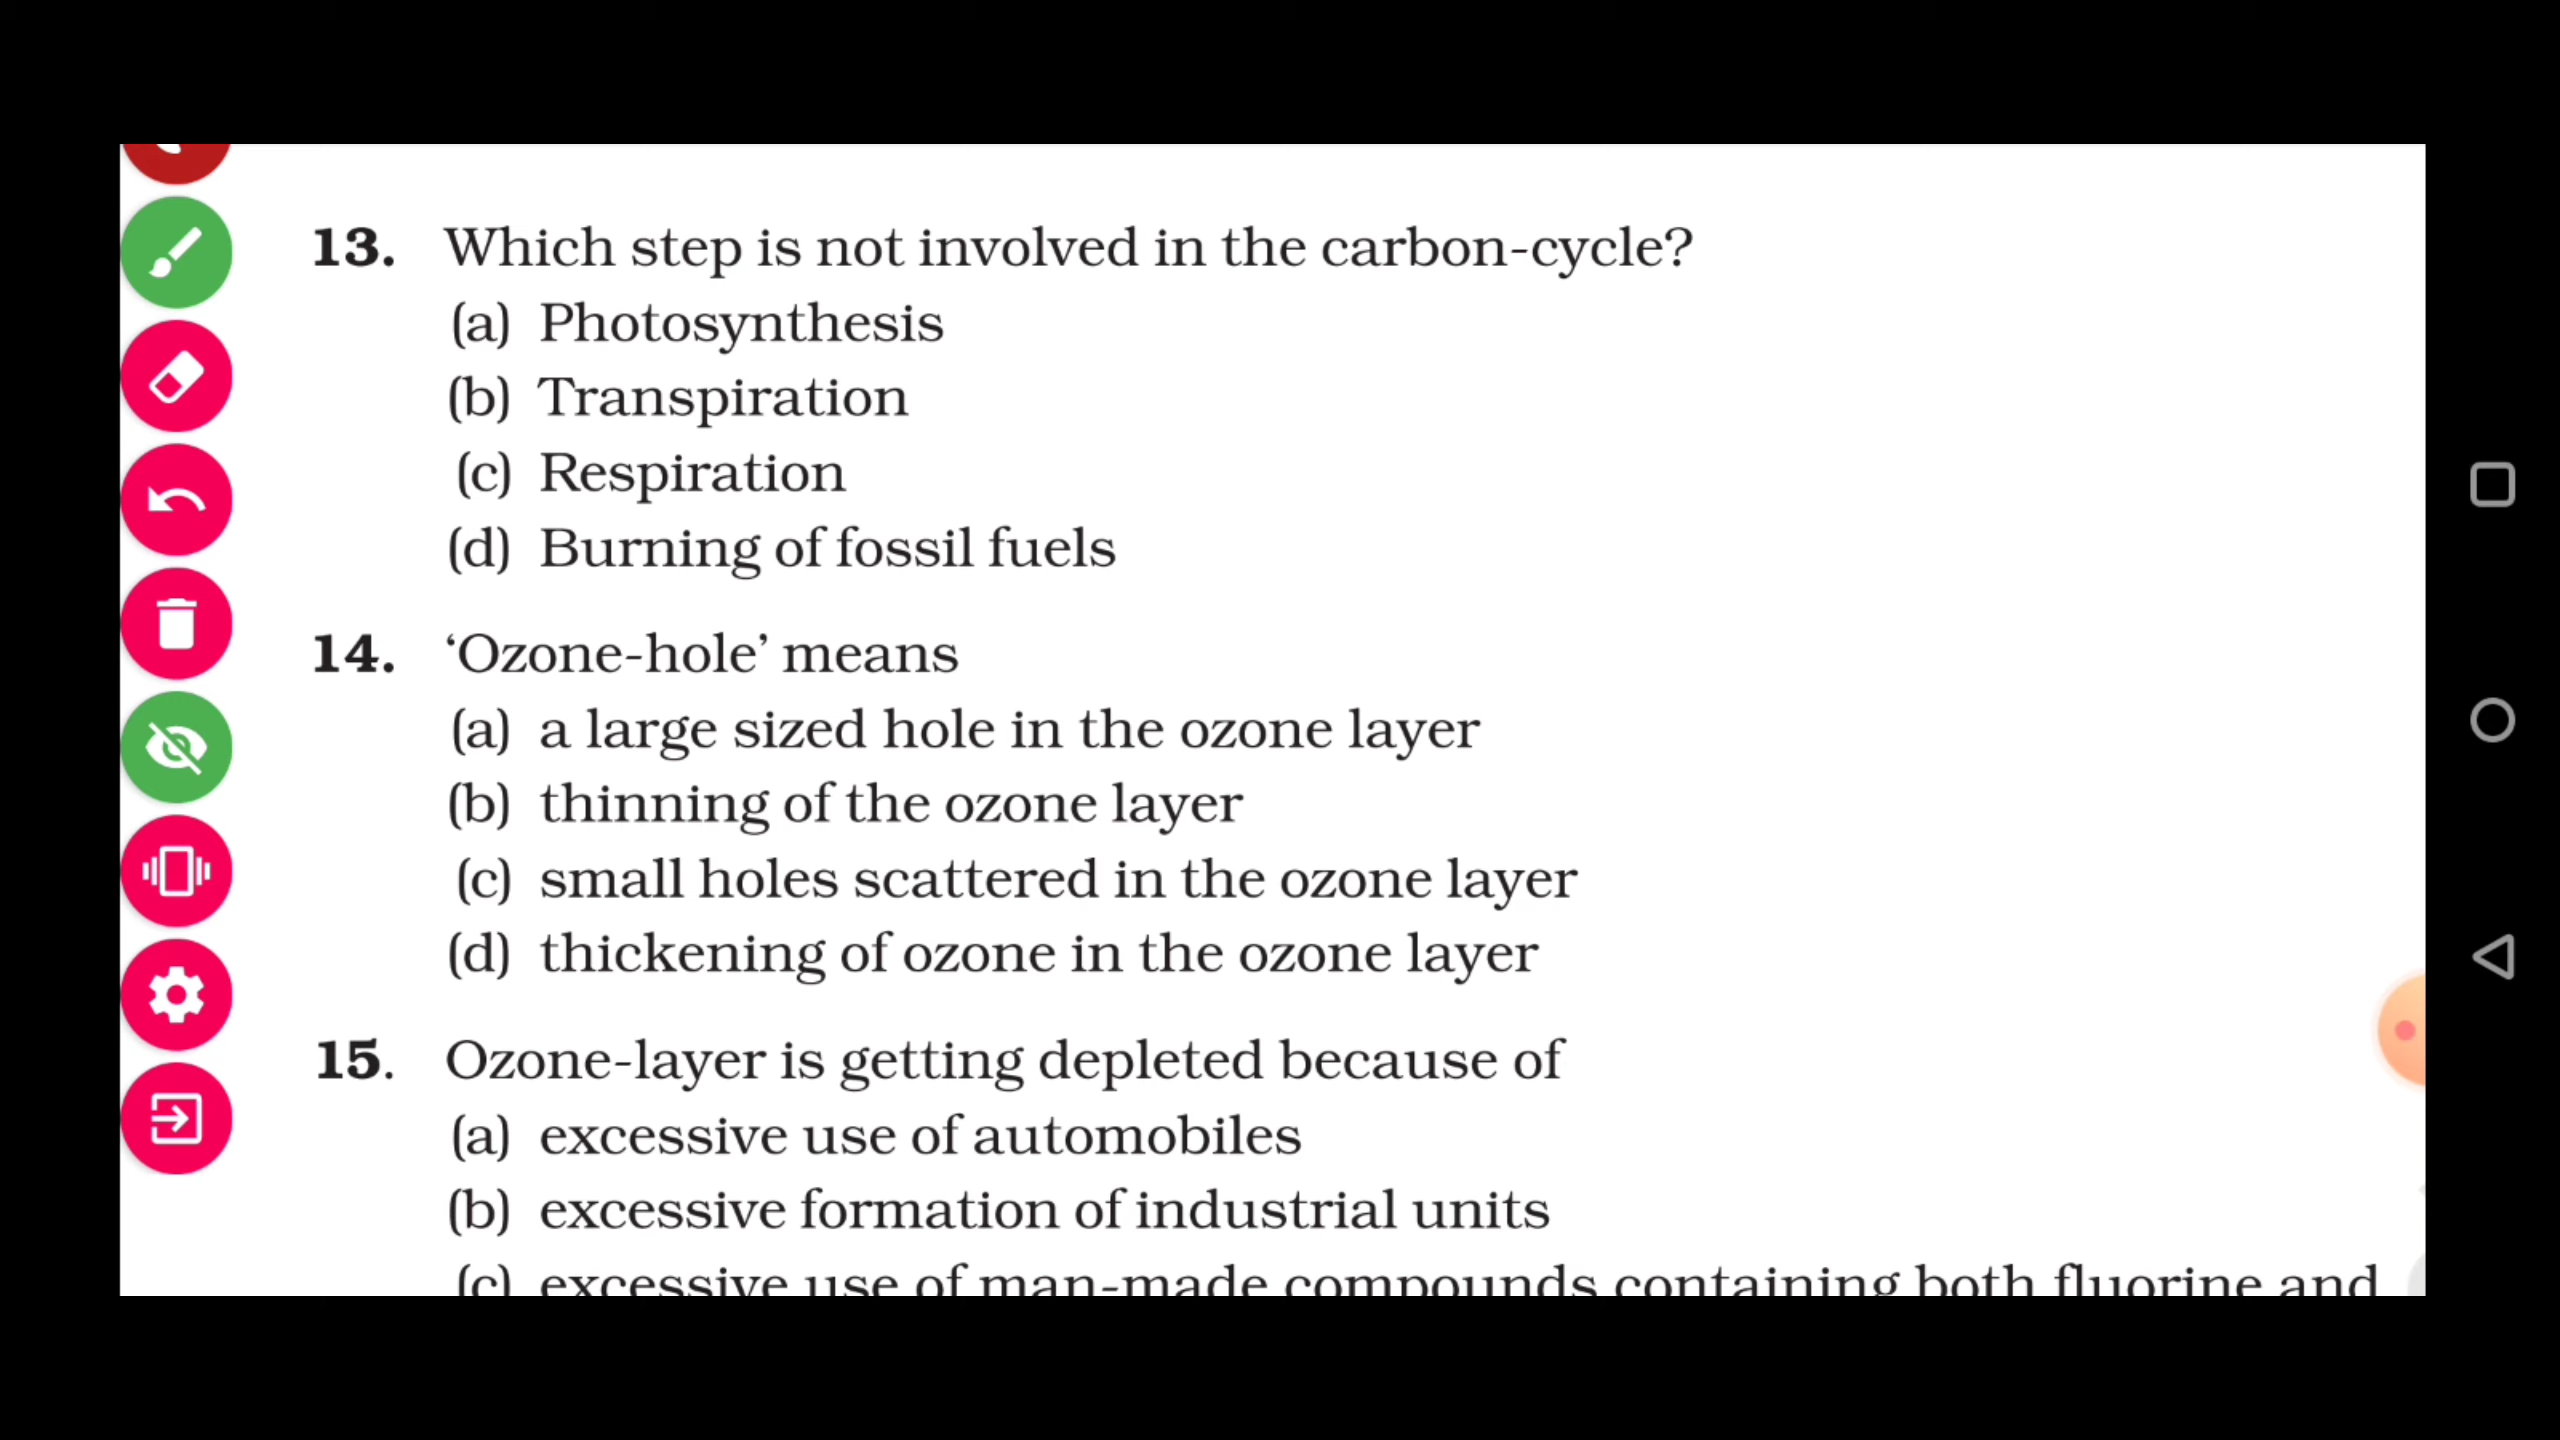 13. Which step is not involved in the carbon-cycle?
(a) Photosynthesis
(b) Transpiration
(c) Respiration
(d) Burning of fossil fuels
14. ‘Ozone-hole’ means
(a) a large sized hole in the ozone layer
(b) thinning of the ozone layer
(c) small holes scattered in the ozone layer
(d) thickening of ozone in the ozone layer
15. Ozone-layer is getting depleted because of
(a) excessive use of automobiles
(b) excessive formation of industrial units
(c) excessive use of man-made compounds containing both fluorine and